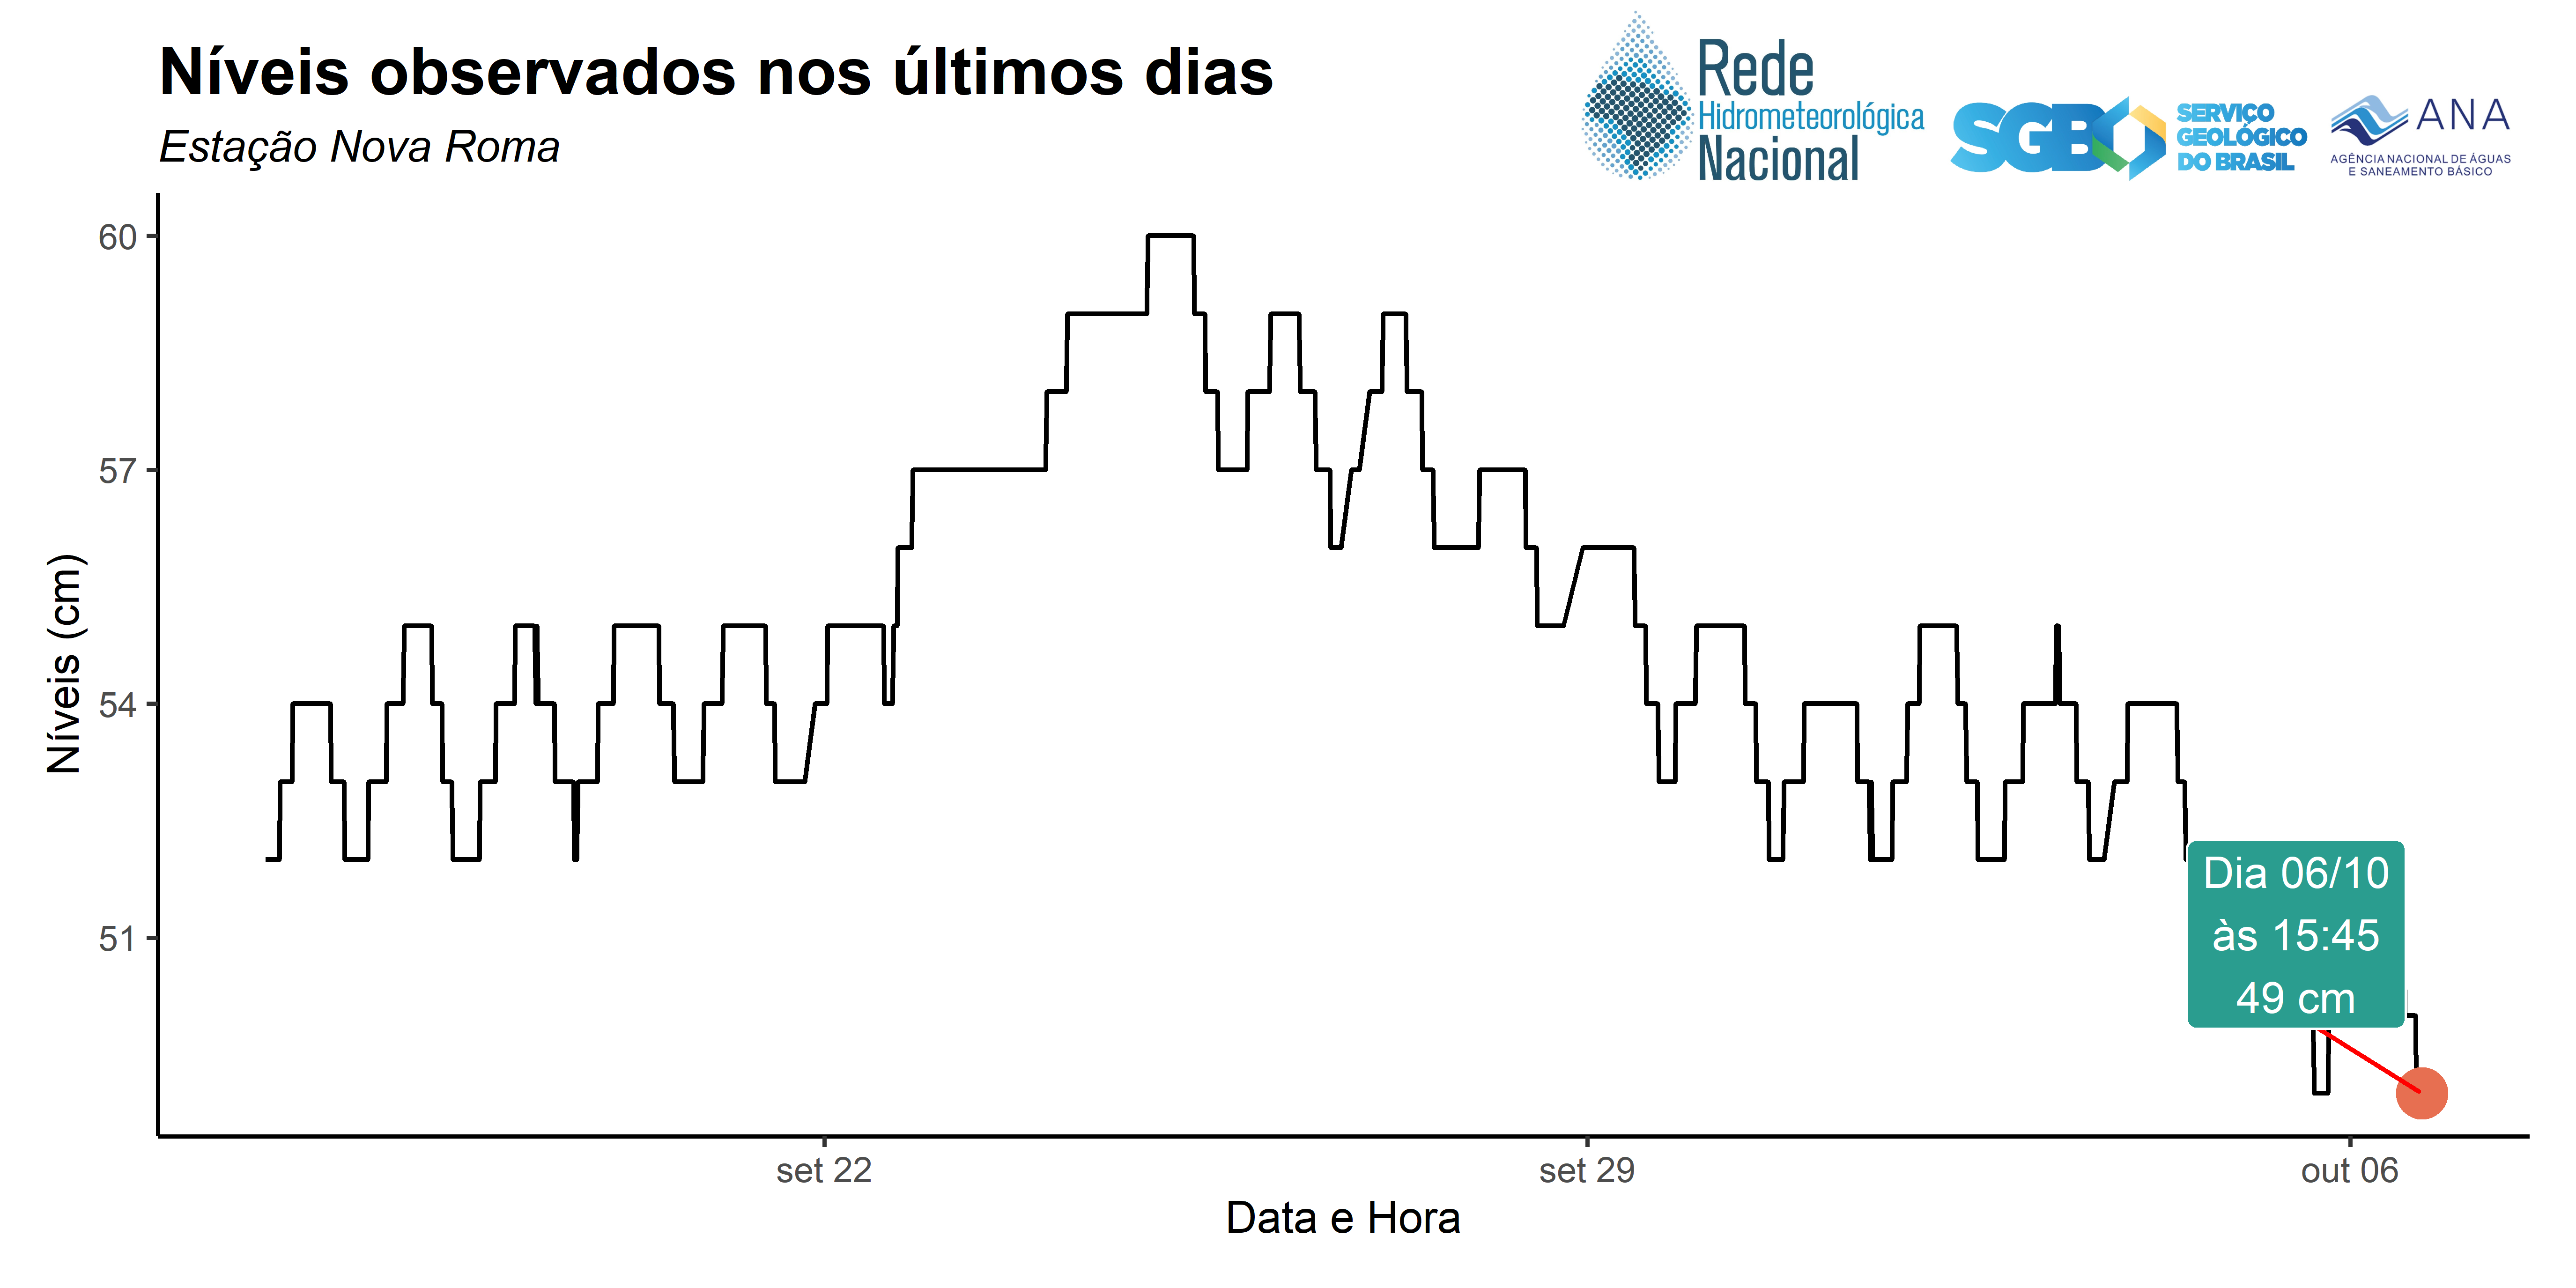 Níveis observados nos últimos dias
Estação Nova Roma
Rede
Hidrometeorológica
Nacional
SGB
SERVIÇO
GEOLÓGICO
DO BRASIL
ANA
AGÊNCIA NACIONAL DE ÁGUAS
E SANEAMENTO BÁSICO
60
57
54
51
Níveis (cm)
Dia 06/10
às 15:45
49 cm
set 22
set 29
out 06
Data e Hora